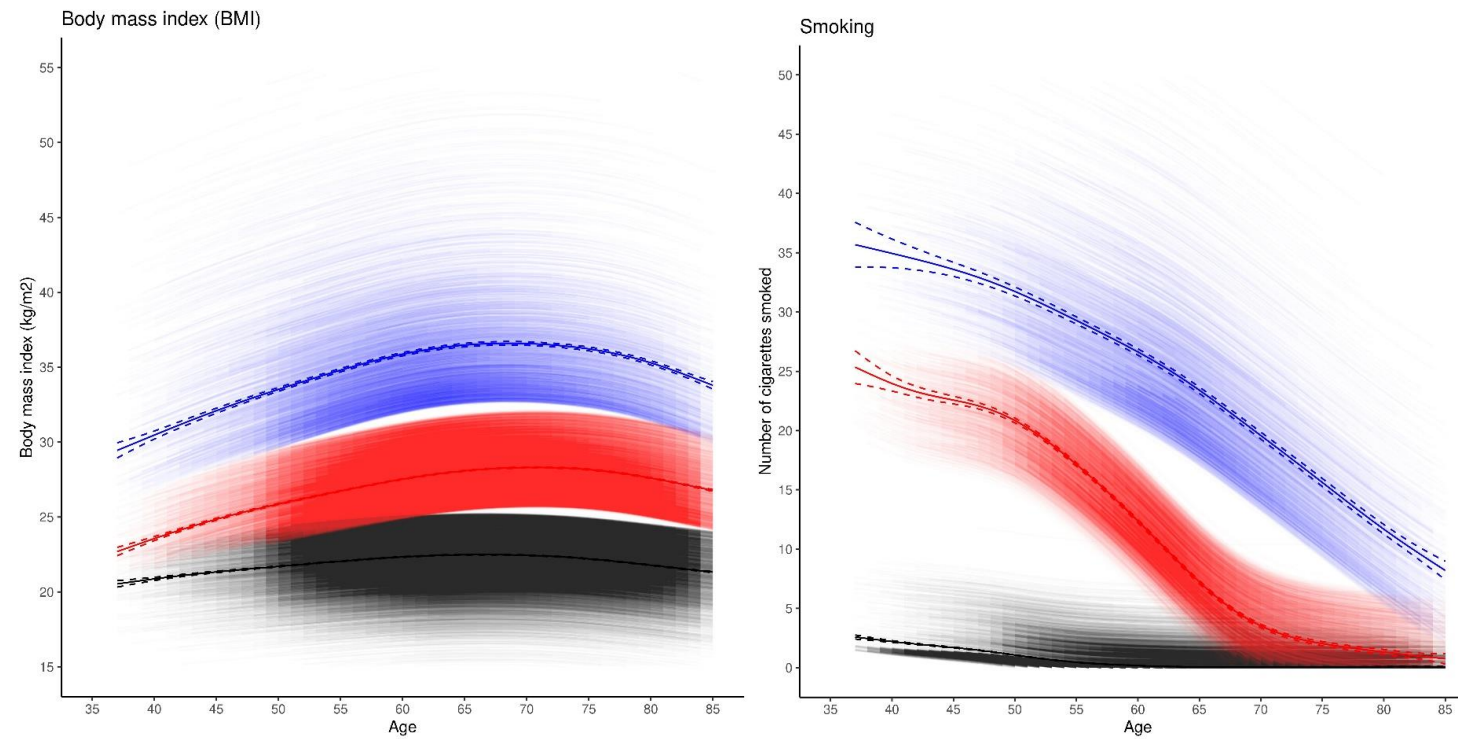 Body mass index (BMI)
55
50
45
40
35
30
25
20
15
Body mass index (kg/m2)
35 40 45 50 55 60 65 70 75 80 85
Age
Smoking
50
45
40
35
30
25
20
15
10
5
0
Number of cigarettes smoked
35 40 45 50 55 60 65 70 75 80 85
Age